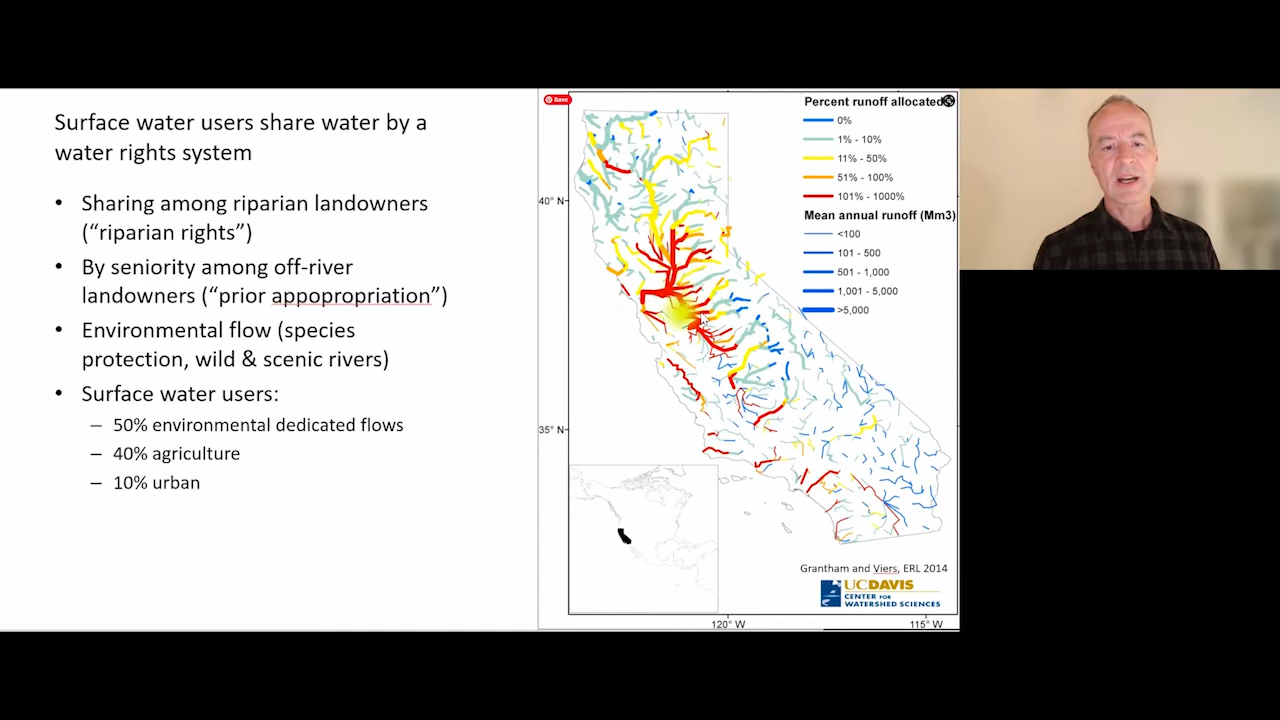 Surface water users share water by a
water rights system
• Sharing among riparian landowners
(“riparian rights”)
• By seniority among off-river
landowners (“prior appopropriation”)
• Environmental flow (species
protection, wild & scenic rivers)
• Surface water users:
– 50% environmental dedicated flows
– 40% agriculture
– 10% urban
Save
Percent runoff allocated
0%
1% - 10%
11% - 50%
51% - 100%
101% - 1000%
Mean annual runoff (Mm3)
<100
101 - 500
501 - 1,000
1,001 - 5,000
>5,000
40° N
35° N
Grantham and Viers, ERL 2014
UCDAVIS
CENTER FOR
WATERSHED SCIENCES
120° W
115° W